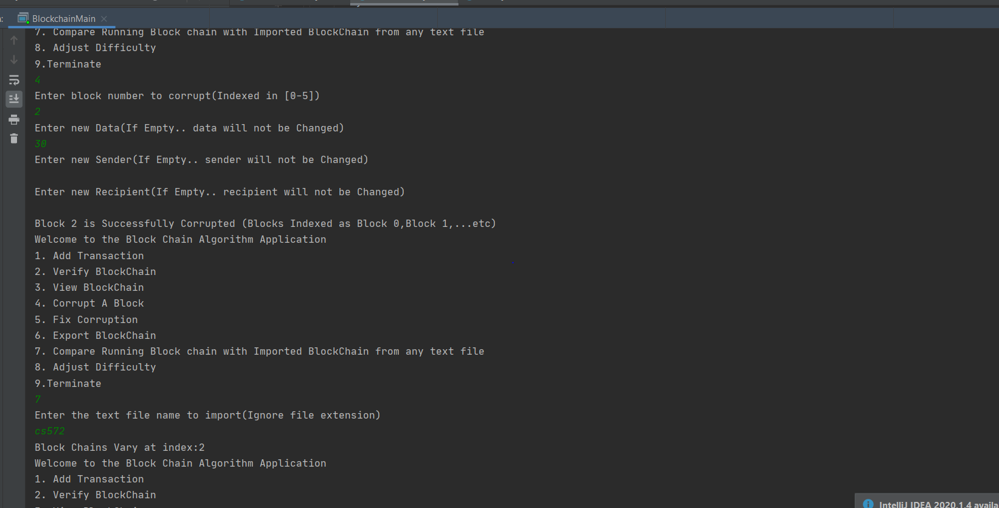 BlockchainMain
7. Compare Running Block chain with Imported BlockChain from any text file
8. Adjust Difficulty
9.Terminate
4
Enter block number to corrupt(Indexed in [0-5])
2
Enter new Data(If Empty.. data will not be Changed)
30
Enter new Sender(If Empty.. sender will not be Changed)
Enter new Recipient(If Empty.. recipient will not be Changed)
Block 2 is Successfully Corrupted (Blocks Indexed as Block 0,Block 1,...etc)
Welcome to the Block Chain Algorithm Application
1. Add Transaction
2. Verify BlockChain
3. View BlockChain
4. Corrupt A Block
5. Fix Corruption
6. Export BlockChain
7. Compare Running Block chain with Imported BlockChain from any text file
8. Adjust Difficulty
9.Terminate
7
Enter the text file name to import(Ignore file extension)
cs572
Block Chains Vary at index:2
Welcome to the Block Chain Algorithm Application
1. Add Transaction
2. Verify BlockChain
IntelliJ IDEA 2020.1.4 availa